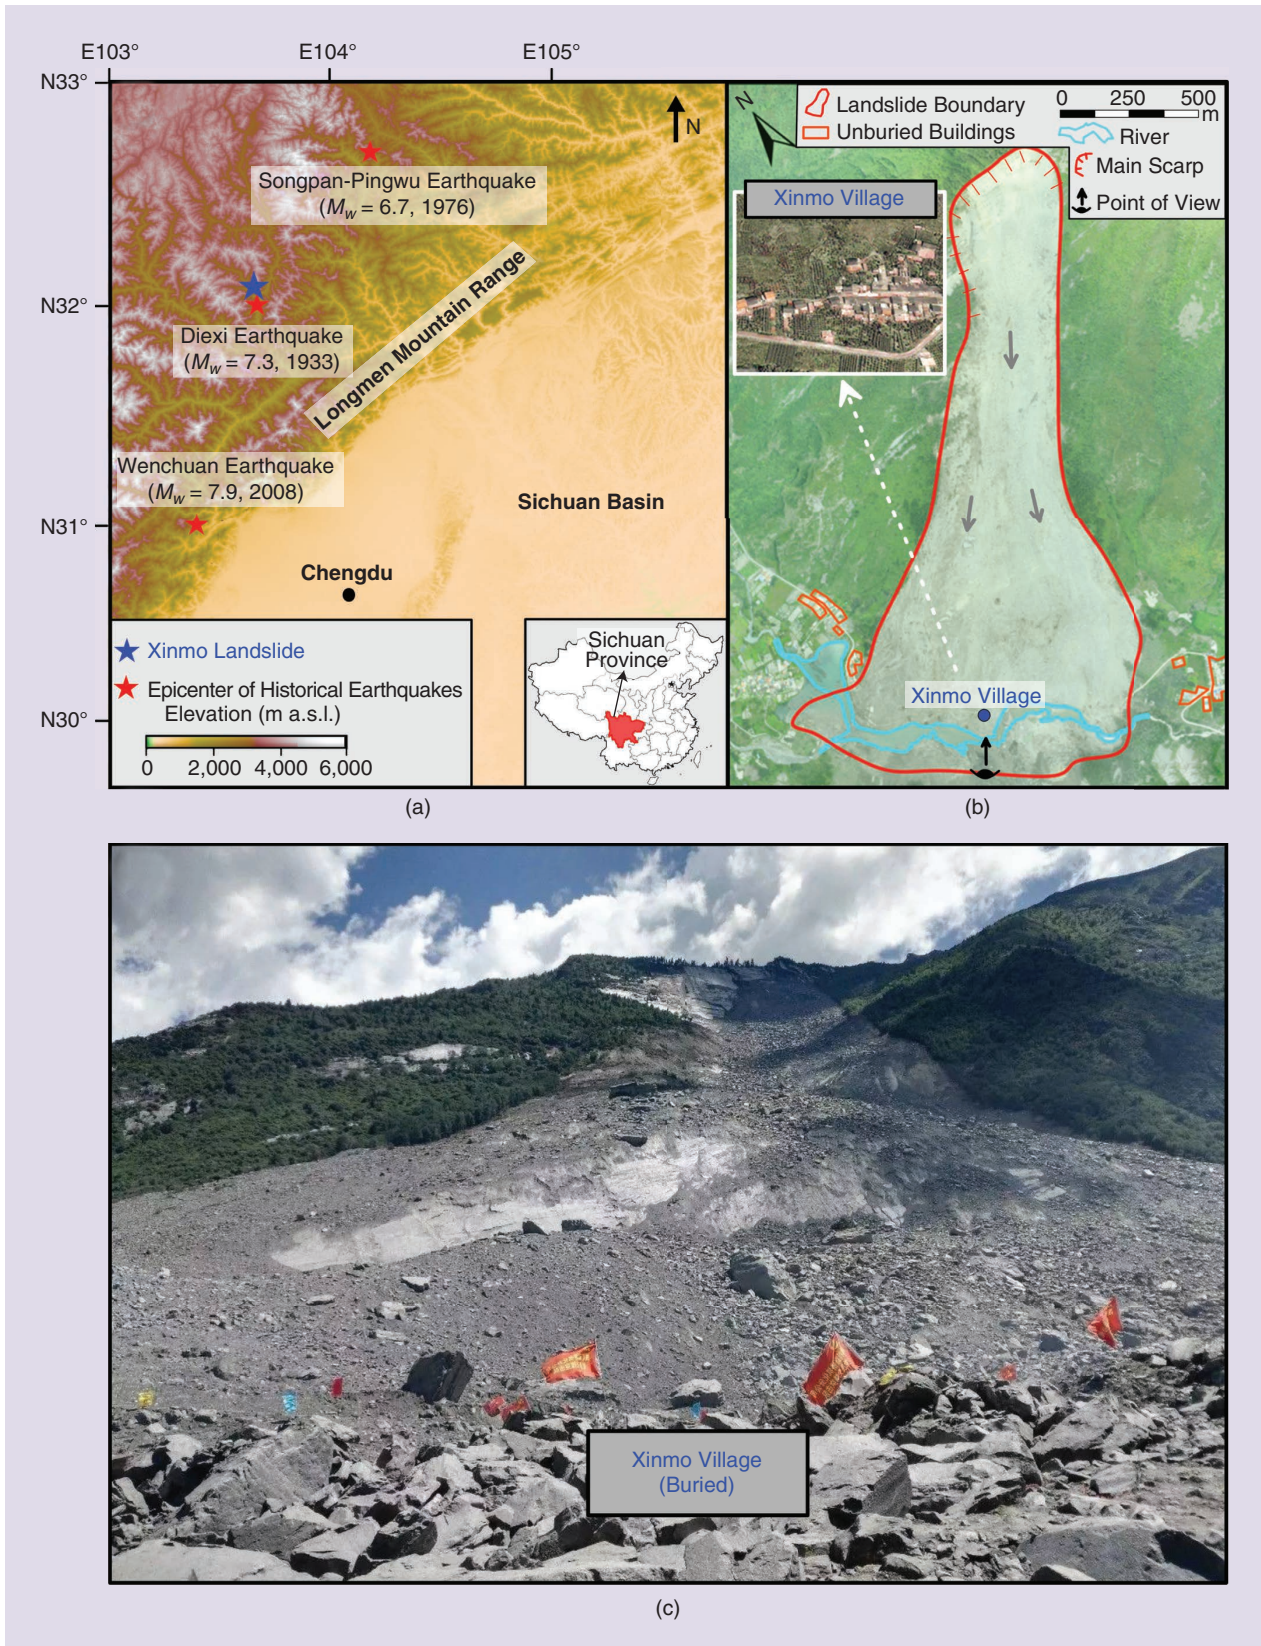 E103°
E104°
E105°
N33°
N32°
N31°
N30°
N
Songpan-Pingwu Earthquake
(Mw = 6.7, 1976)
Diexi Earthquake
(Mw = 7.3, 1933)
Longmen Mountain Range
Wenchuan Earthquake
(Mw = 7.9, 2008)
Sichuan Basin
Chengdu
Xinmo Landslide
Epicenter of Historical Earthquakes
Elevation (m a.s.l.)
0 2,000 4,000 6,000
Sichuan
Province
(a)
N
Landslide Boundary
Unburied Buildings
0 250 500
m
River
Main Scarp
Point of View
Xinmo Village
Xinmo Village
(b)
Xinmo Village
(Buried)
(c)